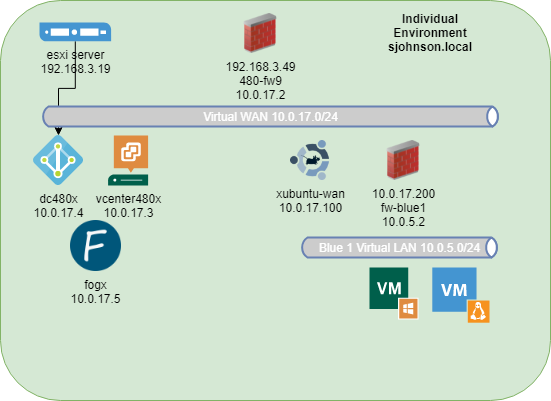 Individual
Environment
sjohnson.local
esxi server
192.168.3.19
192.168.3.49
480-fw9
10.0.17.2
Virtual WAN 10.0.17.0/24
dc480x
10.0.17.4
vcenter480x
10.0.17.3
xubuntu-wan
10.0.17.100
10.0.17.200
fw-blue1
10.0.5.2
F
fogx
10.0.17.5
Blue 1 Virtual LAN 10.0.5.0/24
VM
VM